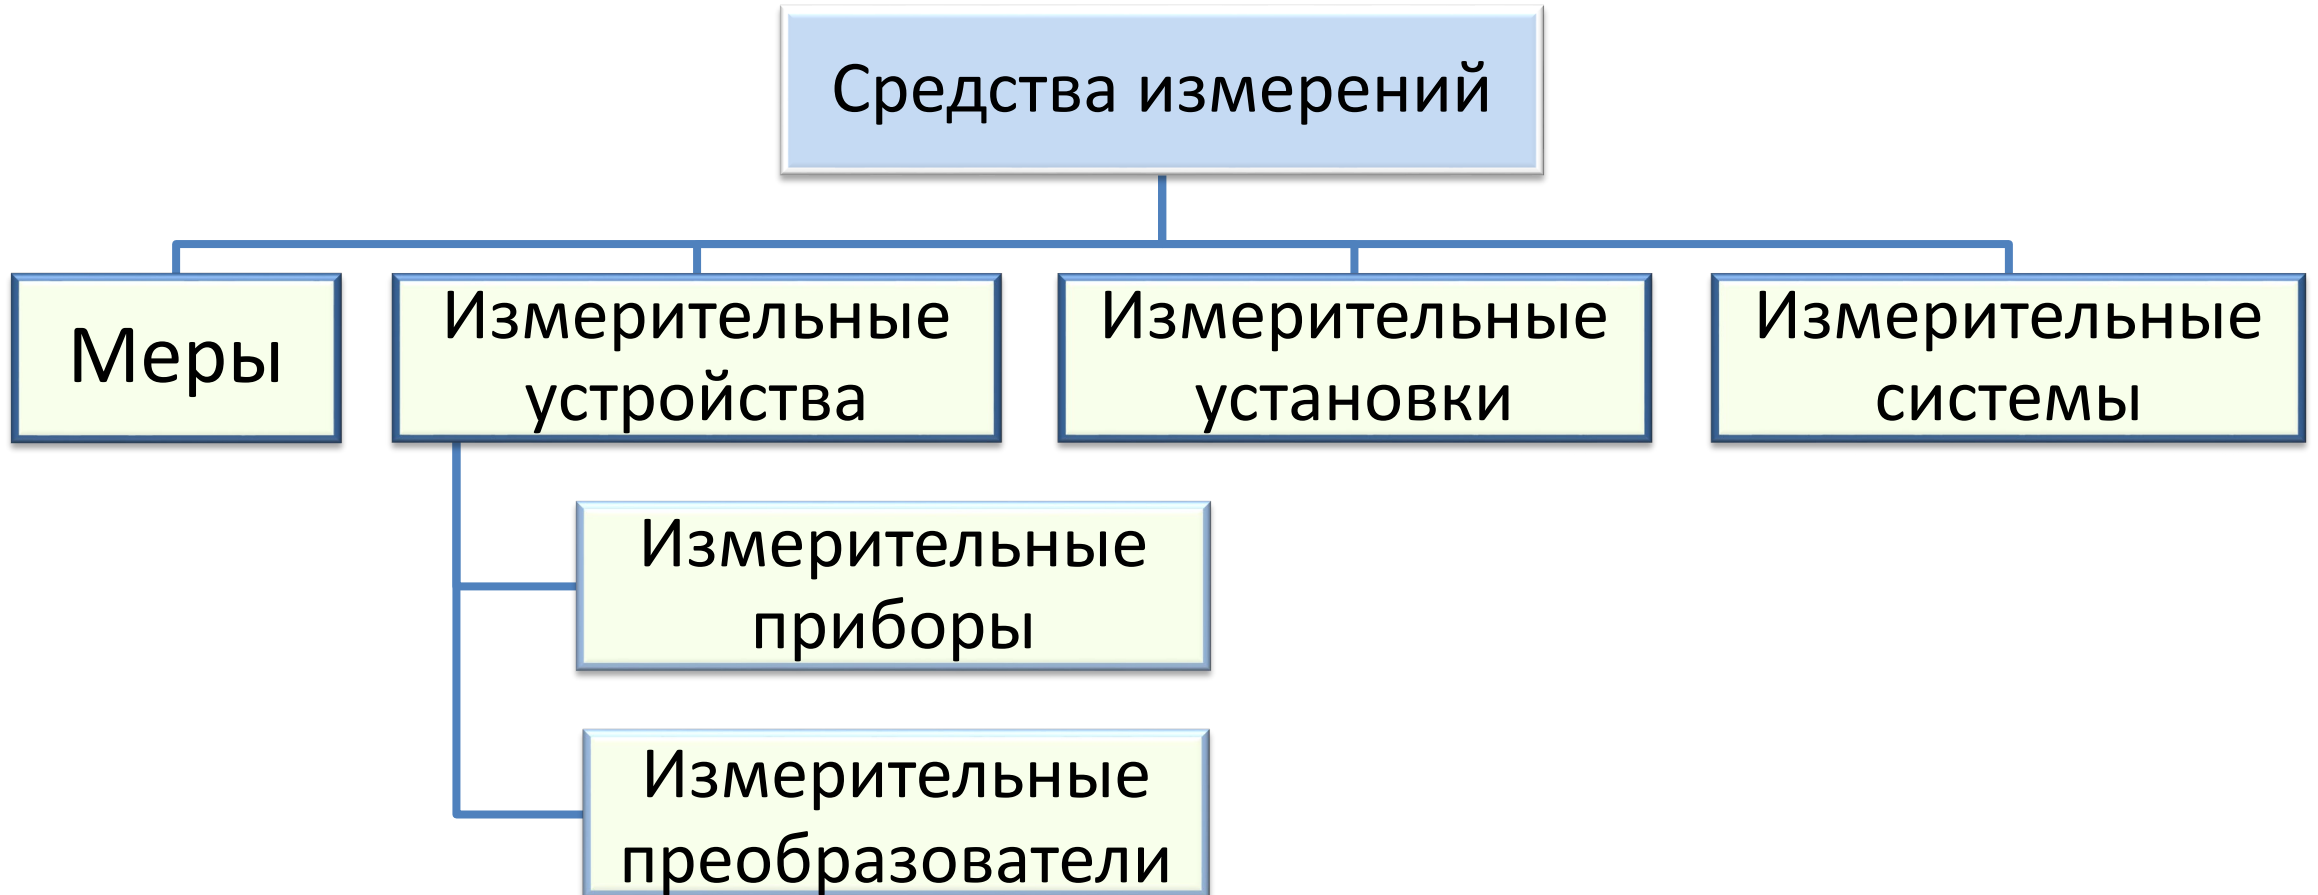 Средства измерений
Меры
Измерительные
устройства
Измерительные
установки
Измерительные
системы
Измерительные
приборы
Измерительные
преобразователи